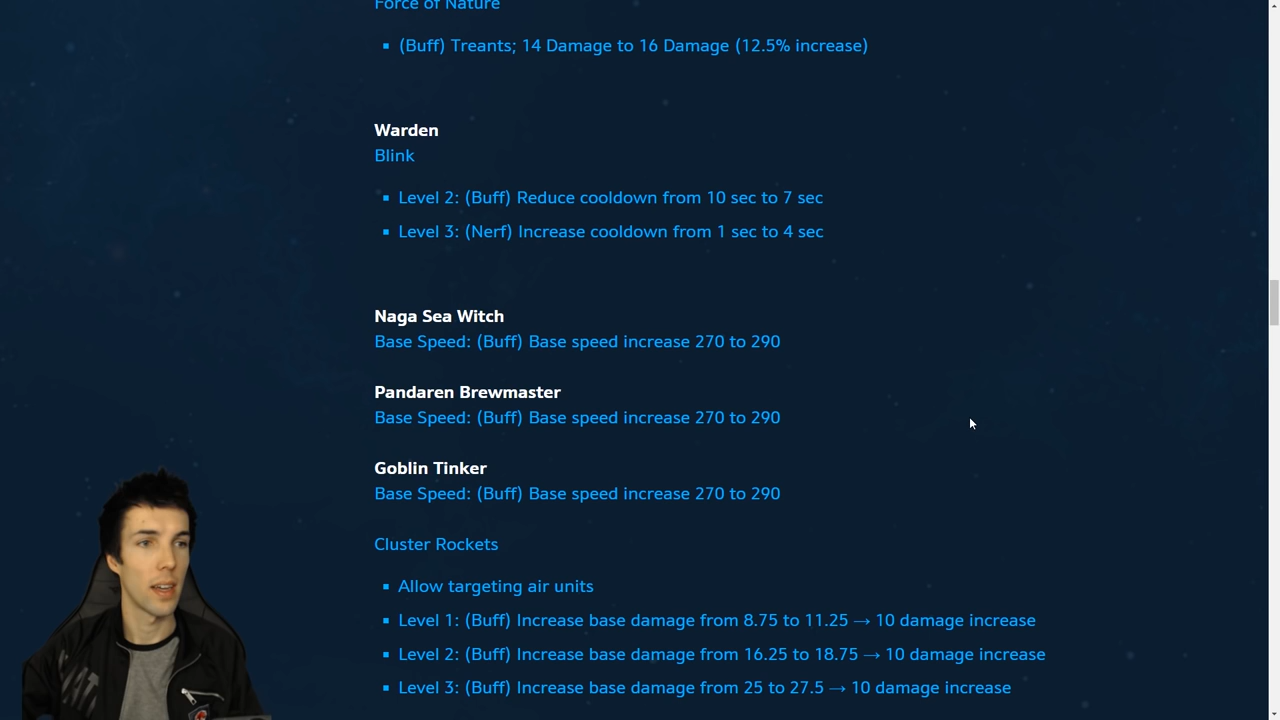 Force of Nature
▪ (Buff) Treants; 14 Damage to 16 Damage (12.5% increase)
Warden
Blink
▪ Level 2: (Buff) Reduce cooldown from 10 sec to 7 sec
▪ Level 3: (Nerf) Increase cooldown from 1 sec to 4 sec
Naga Sea Witch
Base Speed: (Buff) Base speed increase 270 to 290
Pandaren Brewmaster
Base Speed: (Buff) Base speed increase 270 to 290
Goblin Tinker
Base Speed: (Buff) Base speed increase 270 to 290
Cluster Rockets
▪ Allow targeting air units
▪ Level 1: (Buff) Increase base damage from 8.75 to 11.25 → 10 damage increase
▪ Level 2: (Buff) Increase base damage from 16.25 to 18.75 → 10 damage increase
▪ Level 3: (Buff) Increase base damage from 25 to 27.5 → 10 damage increase